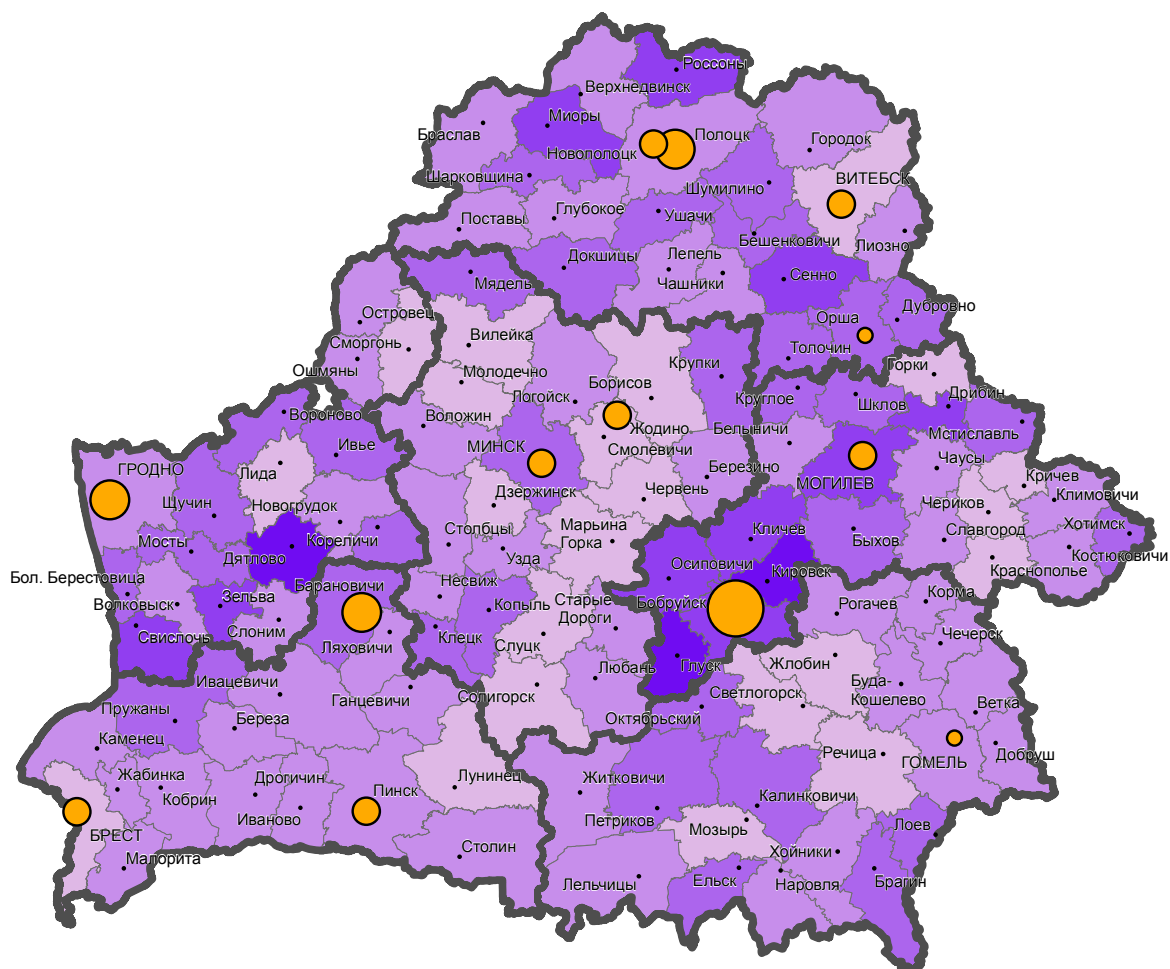 Россоны
Верхнедвинск
Миоры
Браслав
Полоцк
Городок
Новополоцк
Шарковщина
ВИТЕБСК
Шумилино
Глубокое
Ушачи
Поставы
Бешенковичи
Лиозно
Докшицы
Лепель
Сенно
Мядель
Чашники
Дубровно
Островец
Орша
Вилейка
Сморгонь
Толочин
Крупки
Горки
Ошмяны
Молодечно
Борисов
Дрибин
Логойск
Круглое
Шклов
Вороново
Воложин
Жодино
Белыничи
Мстиславль
Ивье
МИНСК
Смолевичи
Чаусы
ГРОДНО
Лида
Березино
МОГИЛЕВ
Кричев
Дзержинск
Червень
Климовичи
Щучин
Новогрудок
Чериков
Столбцы
Марьина
Горка
Кличев
Славгород
Хотимск
Мосты
Кореличи
Быхов
Дятлово
Узда
Осиповичи
Костюковичи
Бол. Берестовица
Барановичи
Несвиж
Кировск
Краснополье
Зельва
Корма
Волковыск
Копыль
Старые
Дороги
Бобруйск
Рогачев
Слоним
Свислочь
Клецк
Чечерск
Ляховичи
Слуцк
Любань
Глуск
Жлобин
Ивацевичи
Буда-
Кошелево
Светлогорск
Солигорск
Ганцевичи
Ветка
Пружаны
Береза
Октябрьский
Каменец
Речица
Добруш
ГОМЕЛЬ
Жабинка
Дрогичин
Лунинец
Житковичи
Кобрин
Пинск
Калинковичи
Иваново
Петриков
Лоев
БРЕСТ
Мозырь
Столин
Хойники
Малорита
Лельчицы
Ельск
Наровля
Брагин